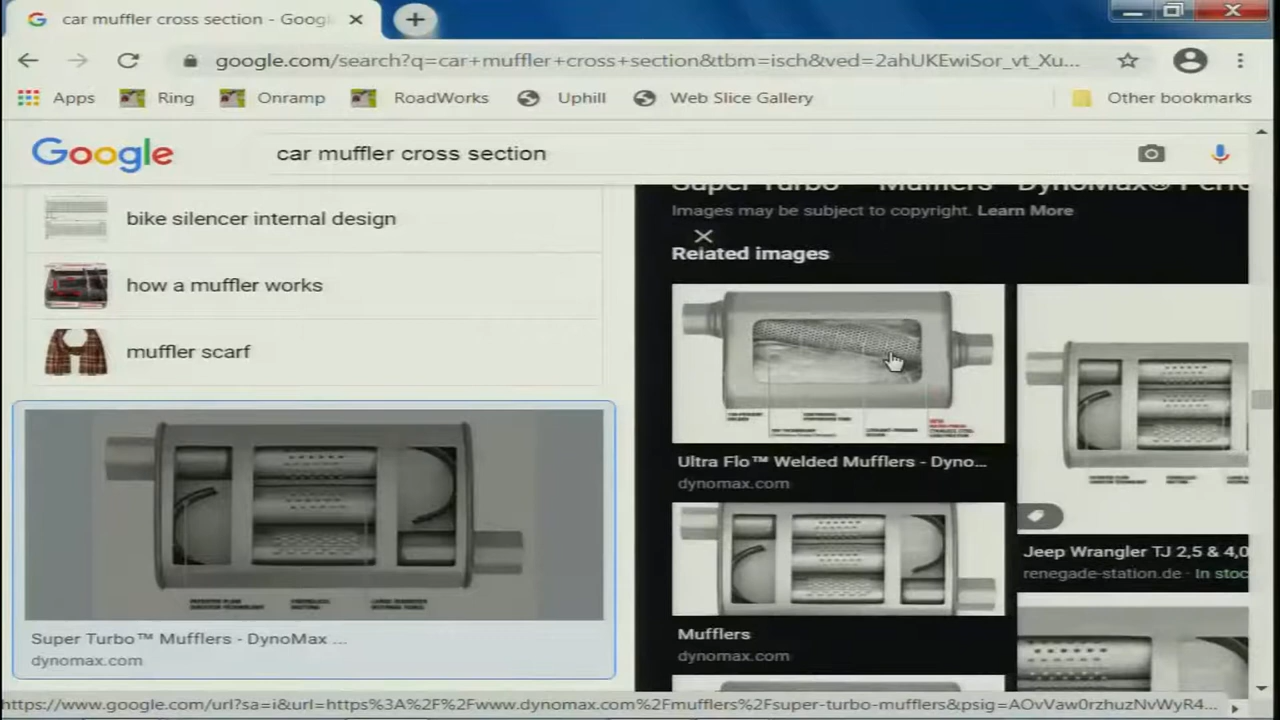 car muffler cross section - Goog
google.com/search?q=car+muffler+cross+section&tbm=isch&ved=2ahUKEwiSor_vt_Xu...
Apps
Ring
Onramp
RoadWorks
Uphill
Web Slice Gallery
Other bookmarks
Google
car muffler cross section
bike silencer internal design
how a muffler works
muffler scarf
Super Turbo™ Mufflers - DynoMax ...
dynomax.com
Super Turbo™ Mufflers - DynoMax® Perfo
Images may be subject to copyright. Learn More
Related images
Ultra Flo™ Welded Mufflers - Dyno...
dynomax.com
Mufflers
dynomax.com
Jeep Wrangler TJ 2,5 & 4,0
renegade-station.de · In stoc
https://www.google.com/url?sa=i&url=https%3A%2F%2Fwww.dynomax.com%2Fmufflers%2Fsuper-turbo-mufflers&psig=AOvVaw0rzhuzNvWyR4...